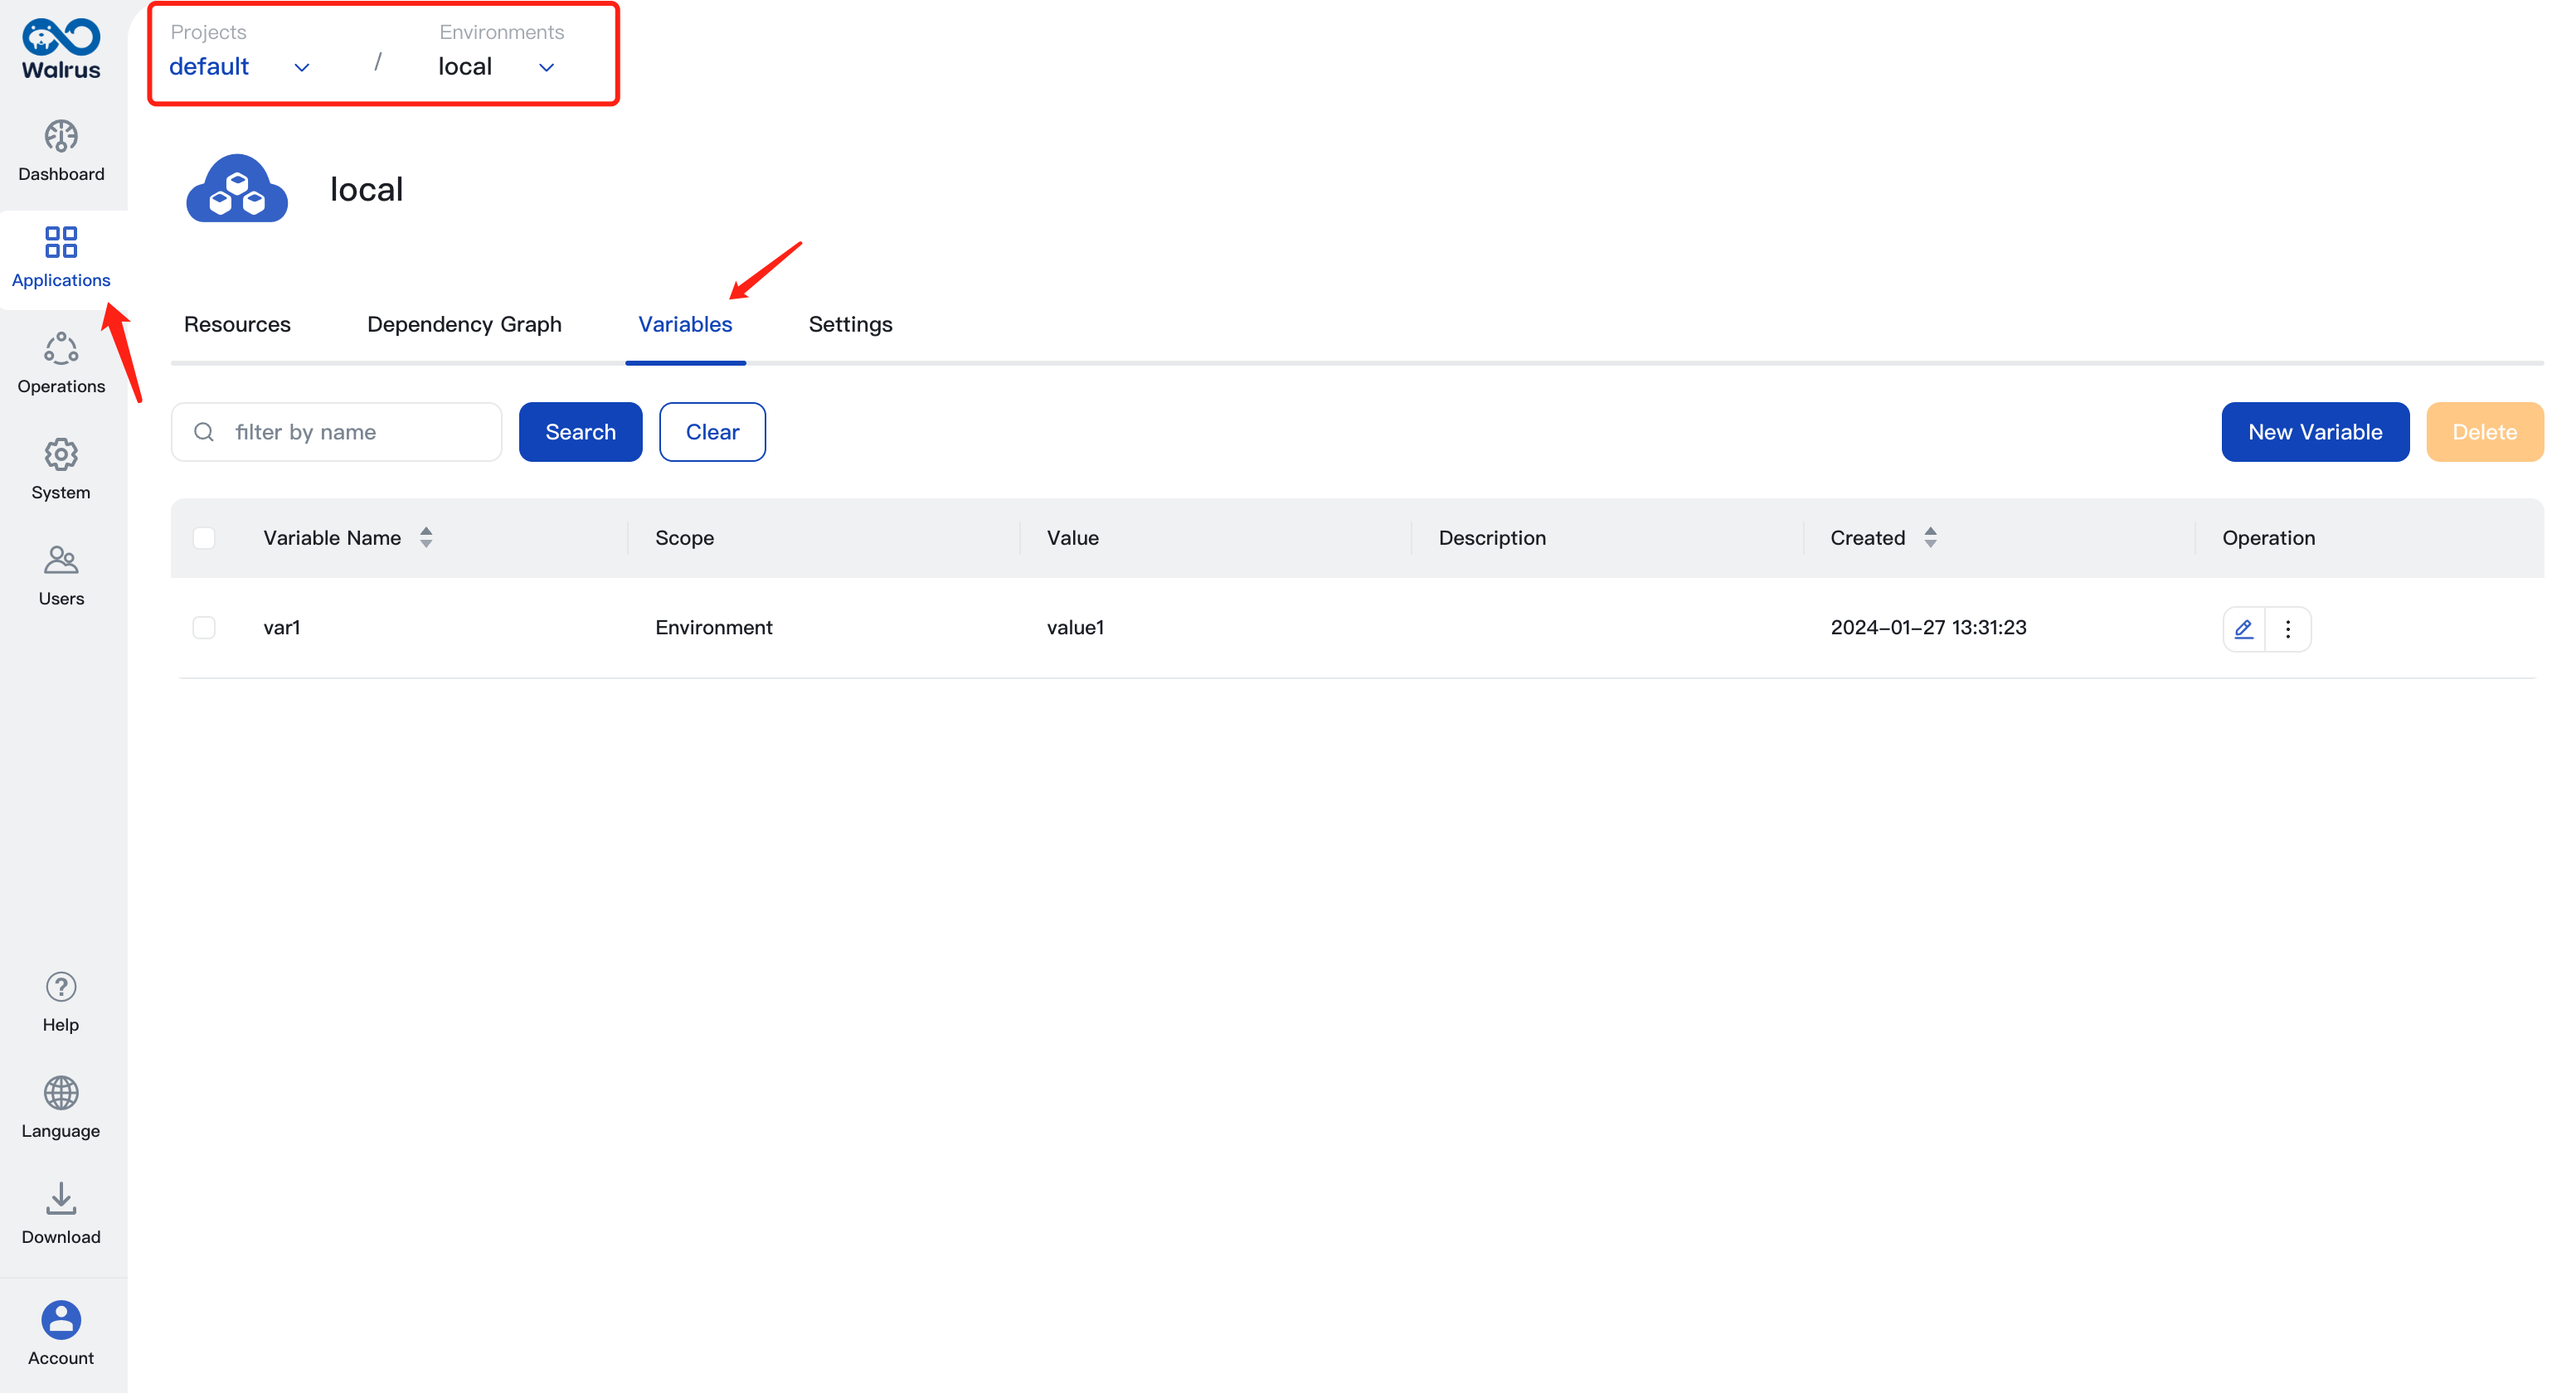 Walrus
Dashboard
Applications
Operations
System
Users
Help
Language
Download
Account
Projects / Environments
default local
local
Resources Dependency Graph Variables Settings
filter by name Search Clear New Variable Delete
Variable Name Scope Value Description Created Operation
var1 Environment value1 2024-01-27 13:31:23